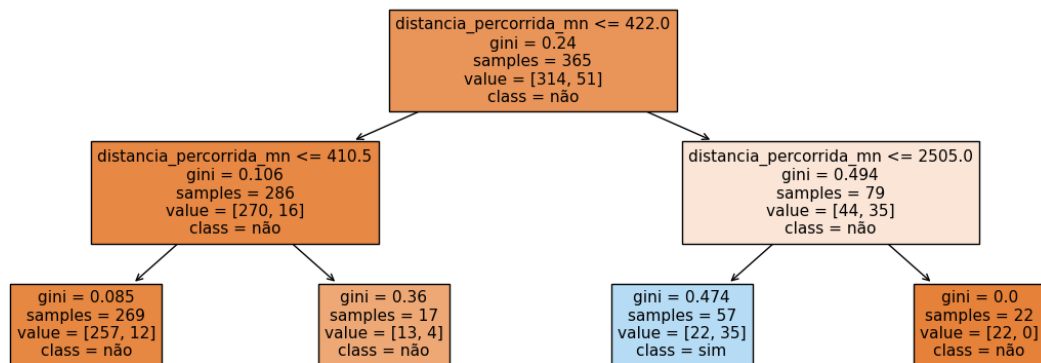 distancia_percorrida_mn <= 422.0
gini = 0.24
samples = 365
value = [314, 51]
class = não
distancia_percorrida_mn <= 410.5
gini = 0.106
samples = 286
value = [270, 16]
class = não
distancia_percorrida_mn <= 2505.0
gini = 0.494
samples = 79
value = [44, 35]
class = não
gini = 0.085
samples = 269
value = [257, 12]
class = não
gini = 0.36
samples = 17
value = [13, 4]
class = não
gini = 0.474
samples = 57
value = [22, 35]
class = sim
gini = 0.0
samples = 22
value = [22, 0]
class = não